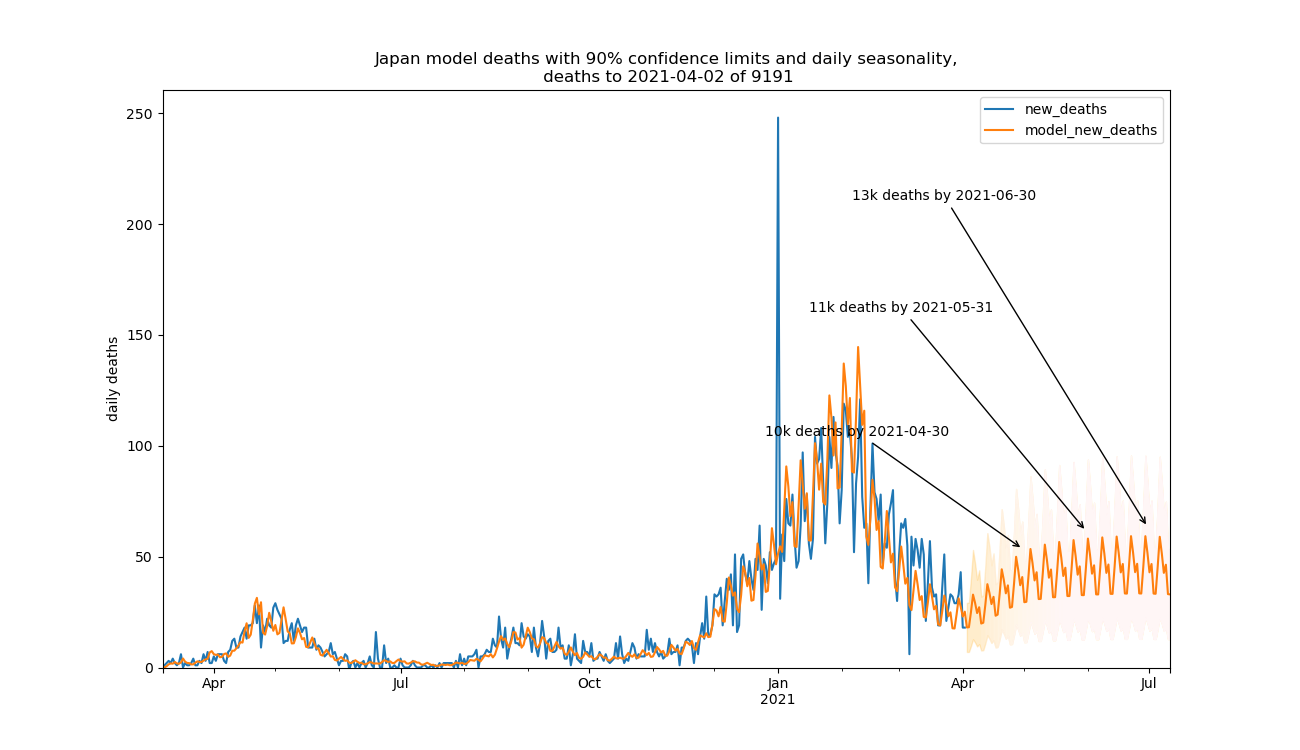 Japan model deaths with 90% confidence limits and daily seasonality,
deaths to 2021-04-02 of 9191
new_deaths
model_new_deaths
13k deaths by 2021-06-30
11k deaths by 2021-05-31
10k deaths by 2021-04-30
daily deaths
250
200
150
100
50
0
Apr
Jul
Oct
Jan
2021
Apr
Jul